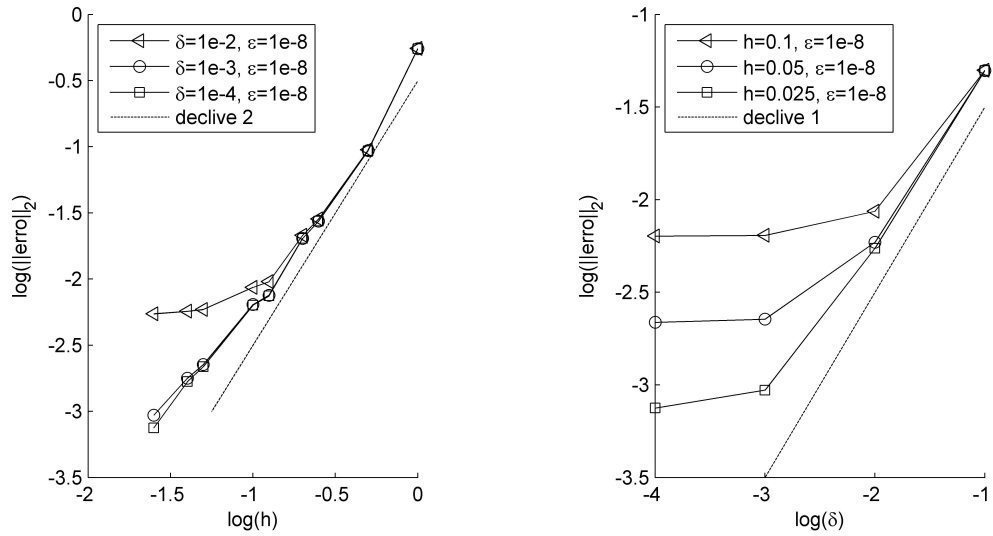 0
-0.5
-1
-1.5
-2
-2.5
-3
-3.5
-2
-1.5
-1
-0.5
0
log(h)
log(||erro||2)
δ=1e-2, ε=1e-8
δ=1e-3, ε=1e-8
δ=1e-4, ε=1e-8
declive 2
-1
-1.5
-2
-2.5
-3
-3.5
-4
-3
-2
-1
log(δ)
log(||erro||2)
h=0.1, ε=1e-8
h=0.05, ε=1e-8
h=0.025, ε=1e-8
declive 1